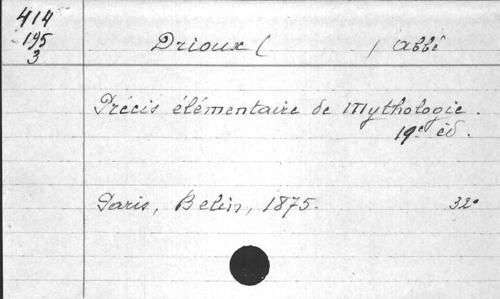 414
195
3
Drioux (                    ) Abbé
Précis élémentaire de Mythologie.
19e éd.
Paris, Belin, 1875.          32°